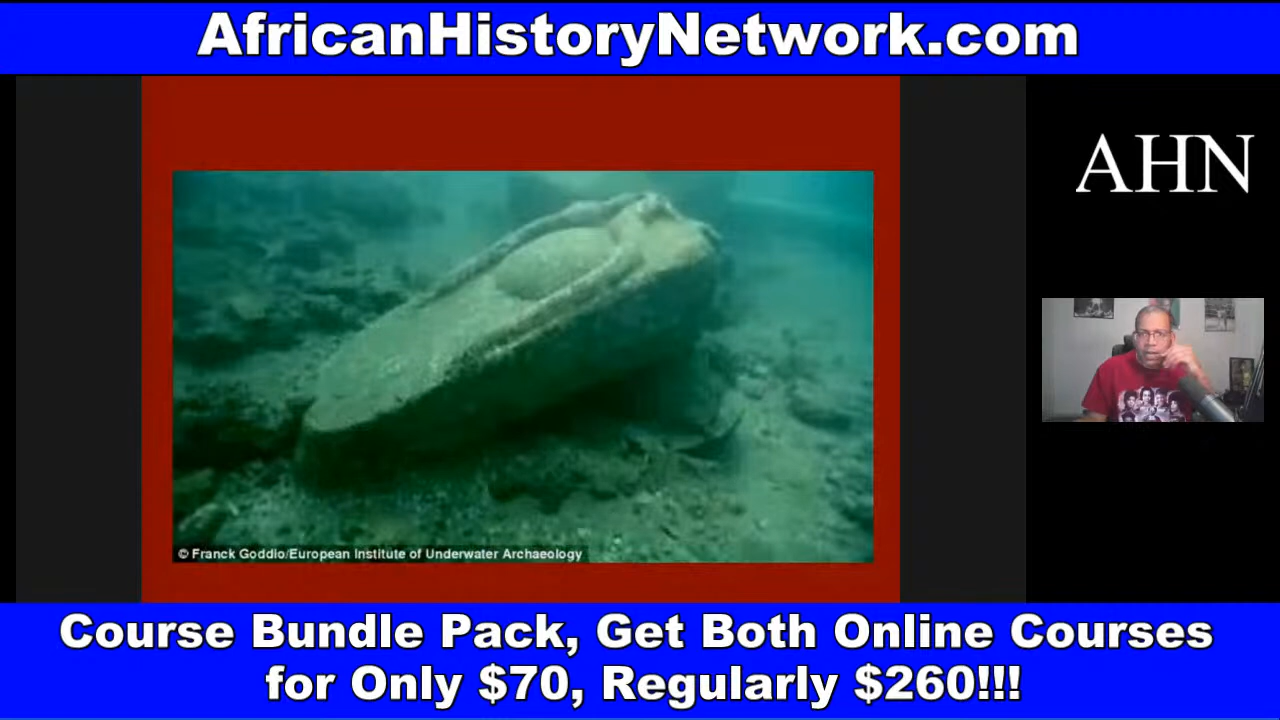 AfricanHistoryNetwork.com
AHN
© Franck Goddio/European Institute of Underwater Archaeology
Course Bundle Pack, Get Both Online Courses
for Only $70, Regularly $260!!!